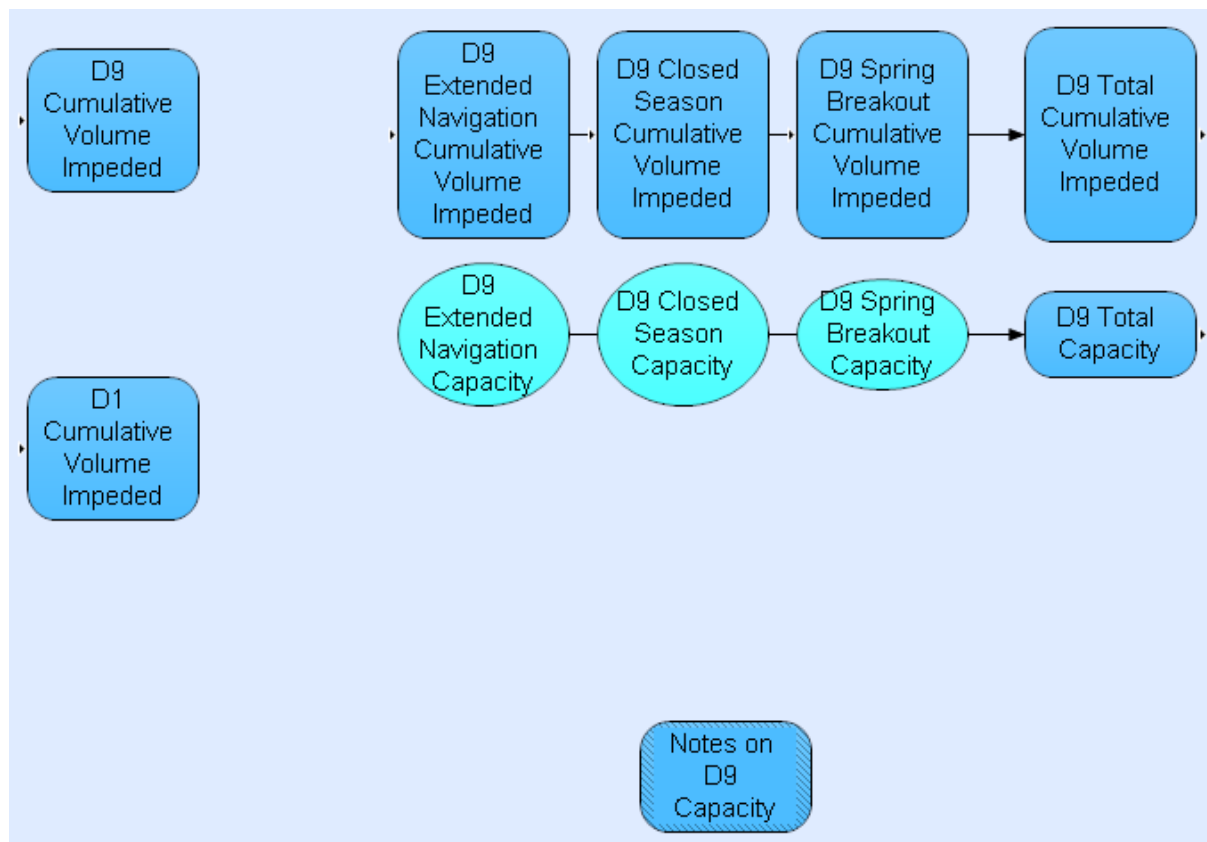 D9
Cumulative
Volume
Impeded
D9
Extended
Navigation
Cumulative
Volume
Impeded
D9 Closed
Season
Cumulative
Volume
Impeded
D9 Spring
Breakout
Cumulative
Volume
Impeded
D9 Total
Cumulative
Volume
Impeded
D9
Extended
Navigation
Capacity
D9 Closed
Season
Capacity
D9 Spring
Breakout
Capacity
D9 Total
Capacity
D1
Cumulative
Volume
Impeded
Notes on
D9
Capacity